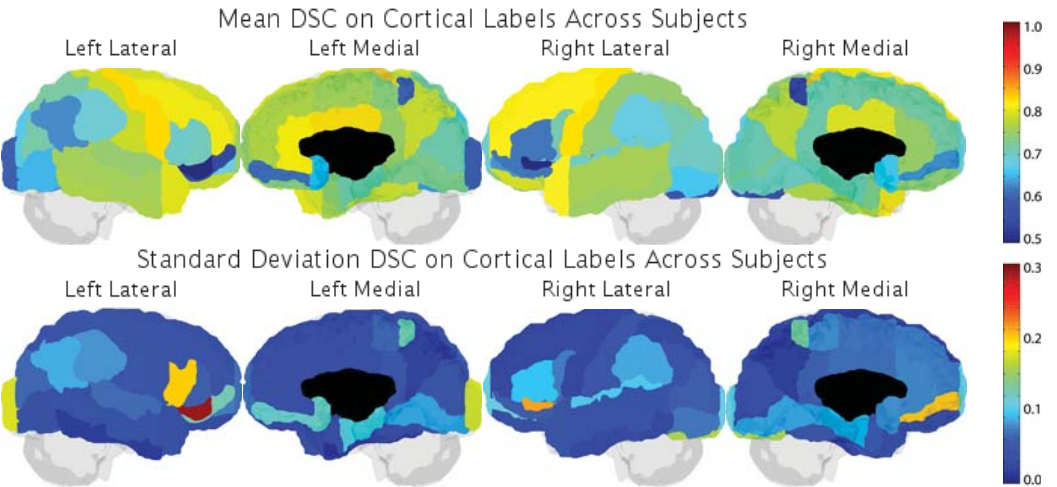 Mean DSC on Cortical Labels Across Subjects
Left Lateral
Left Medial
Right Lateral
Right Medial
1.0
0.9
0.8
0.7
0.6
0.5
Standard Deviation DSC on Cortical Labels Across Subjects
Left Lateral
Left Medial
Right Lateral
Right Medial
0.3
0.2
0.1
0.0